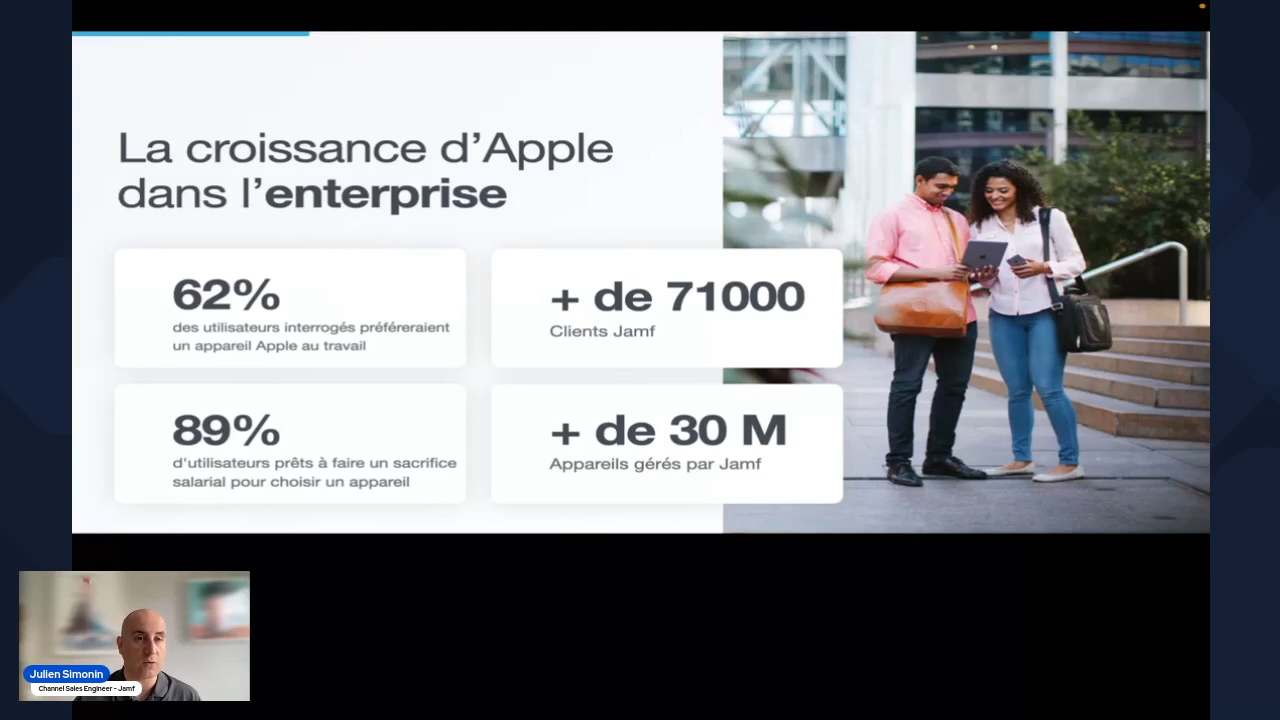 La croissance d’Apple
dans l’enterprise
62%
des utilisateurs interrogés préféreraient
un appareil Apple au travail
+ de 71000
Clients Jamf
89%
d'utilisateurs prêts à faire un sacrifice
salarial pour choisir un appareil
+ de 30 M
Appareils gérés par Jamf
Julien Simonin
Channel Sales Engineer - Jamf